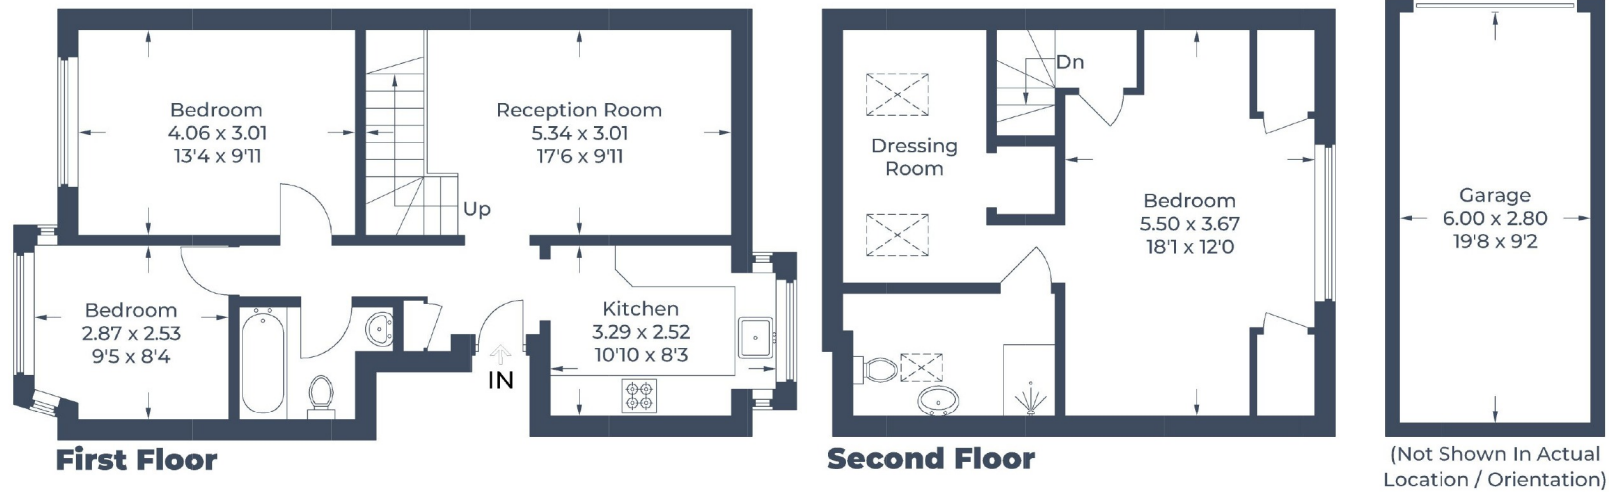 Bedroom
4.06 x 3.01
13'4 x 9'11
Reception Room
5.34 x 3.01
17'6 x 9'11
Up
Bedroom
2.87 x 2.53
9'5 x 8'4
Kitchen
3.29 x 2.52
10'10 x 8'3
IN
First Floor
Dn
Dressing
Room
Bedroom
5.50 x 3.67
18'1 x 12'0
Second Floor
Garage
6.00 x 2.80
19'8 x 9'2
(Not Shown In Actual
Location / Orientation)